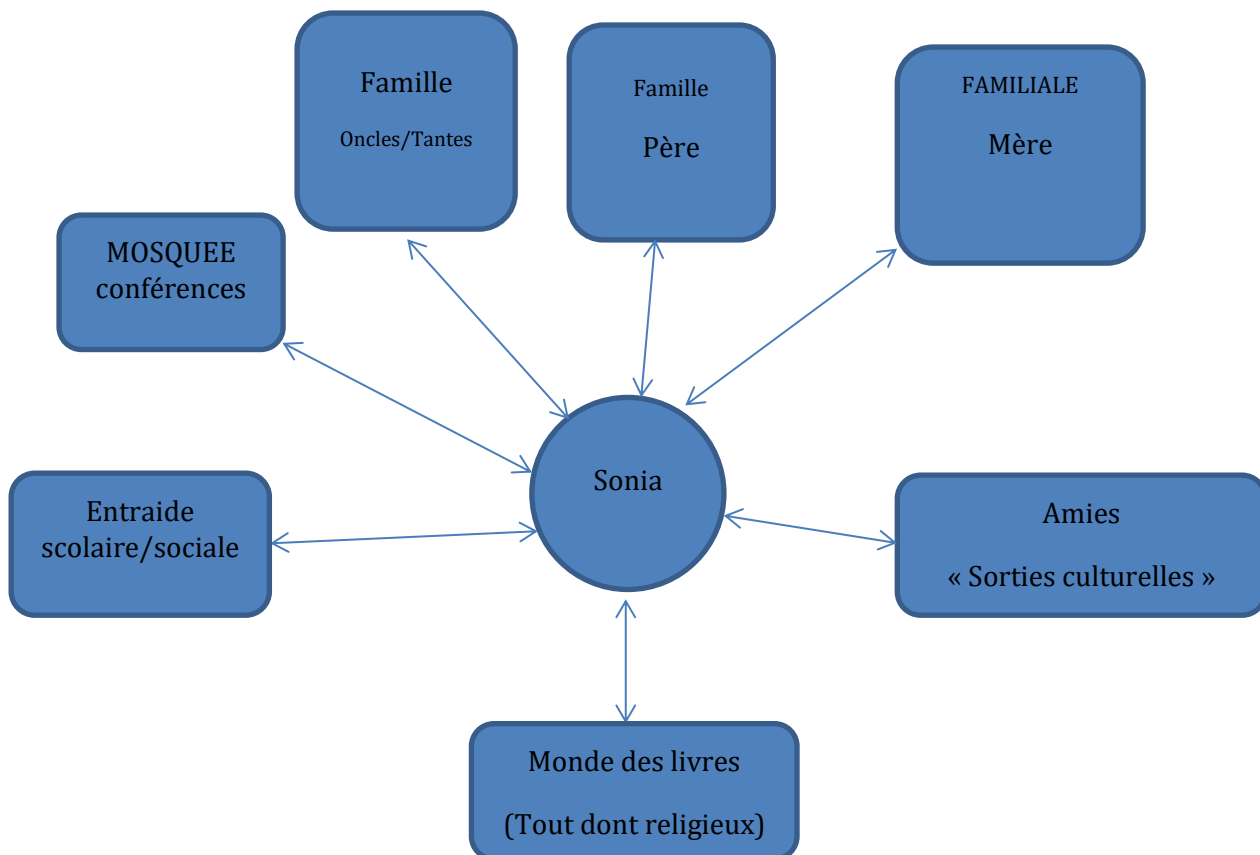 Famille
Oncles/Tantes
Famille
Père
FAMILIALE
Mère
MOSQUEE
conférences
Sonia
Entraide
scolaire/sociale
Amies
« Sorties culturelles »
Monde des livres
(Tout dont religieux)